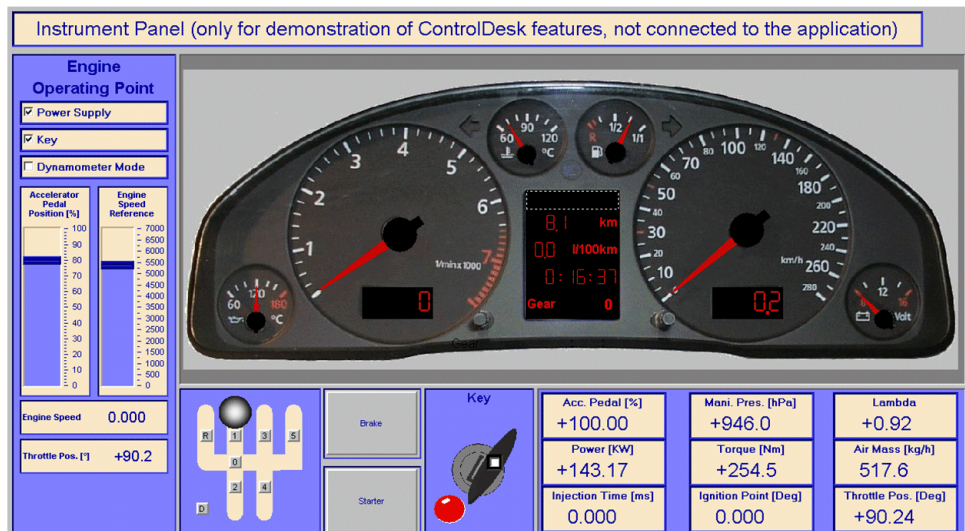 Instrument Panel (only for demonstration of ControlDesk features, not connected to the application)
Engine
Operating Point
Power Supply
Key
Dynamometer Mode
Accelerator
Pedal
Position [%]
100
90
80
70
60
50
40
30
20
10
0
Engine
Speed
Reference
7000
6500
6000
5500
5000
4500
4000
3500
3000
2500
2000
1500
1000
500
0
Engine Speed 0.000
Throttle Pos. [°] +90.2
1 2 3 4 5 6 7
1/min x 1000
0
60 120 180
°C
60 90 120
°C
R 1/2 1/1
8,1 km
0,0 l/100km
0:16:37
Gear 0
10 30 50 70 80 100 120 140 160 180 200 220 240 260 280
km/h
0,2
8 12 16
Volt
R 1 3 5
0
2 4
D
Brake
Starter
Key
Acc. Pedal [%] Mani. Pres. [hPa] Lambda
+100.00 +946.0 +0.92
Power [KW] Torque [Nm] Air Mass [kg/h]
+143.17 +254.5 517.6
Injection Time [ms] Ignition Point [Deg] Throttle Pos. [Deg]
0.000 0.000 +90.24